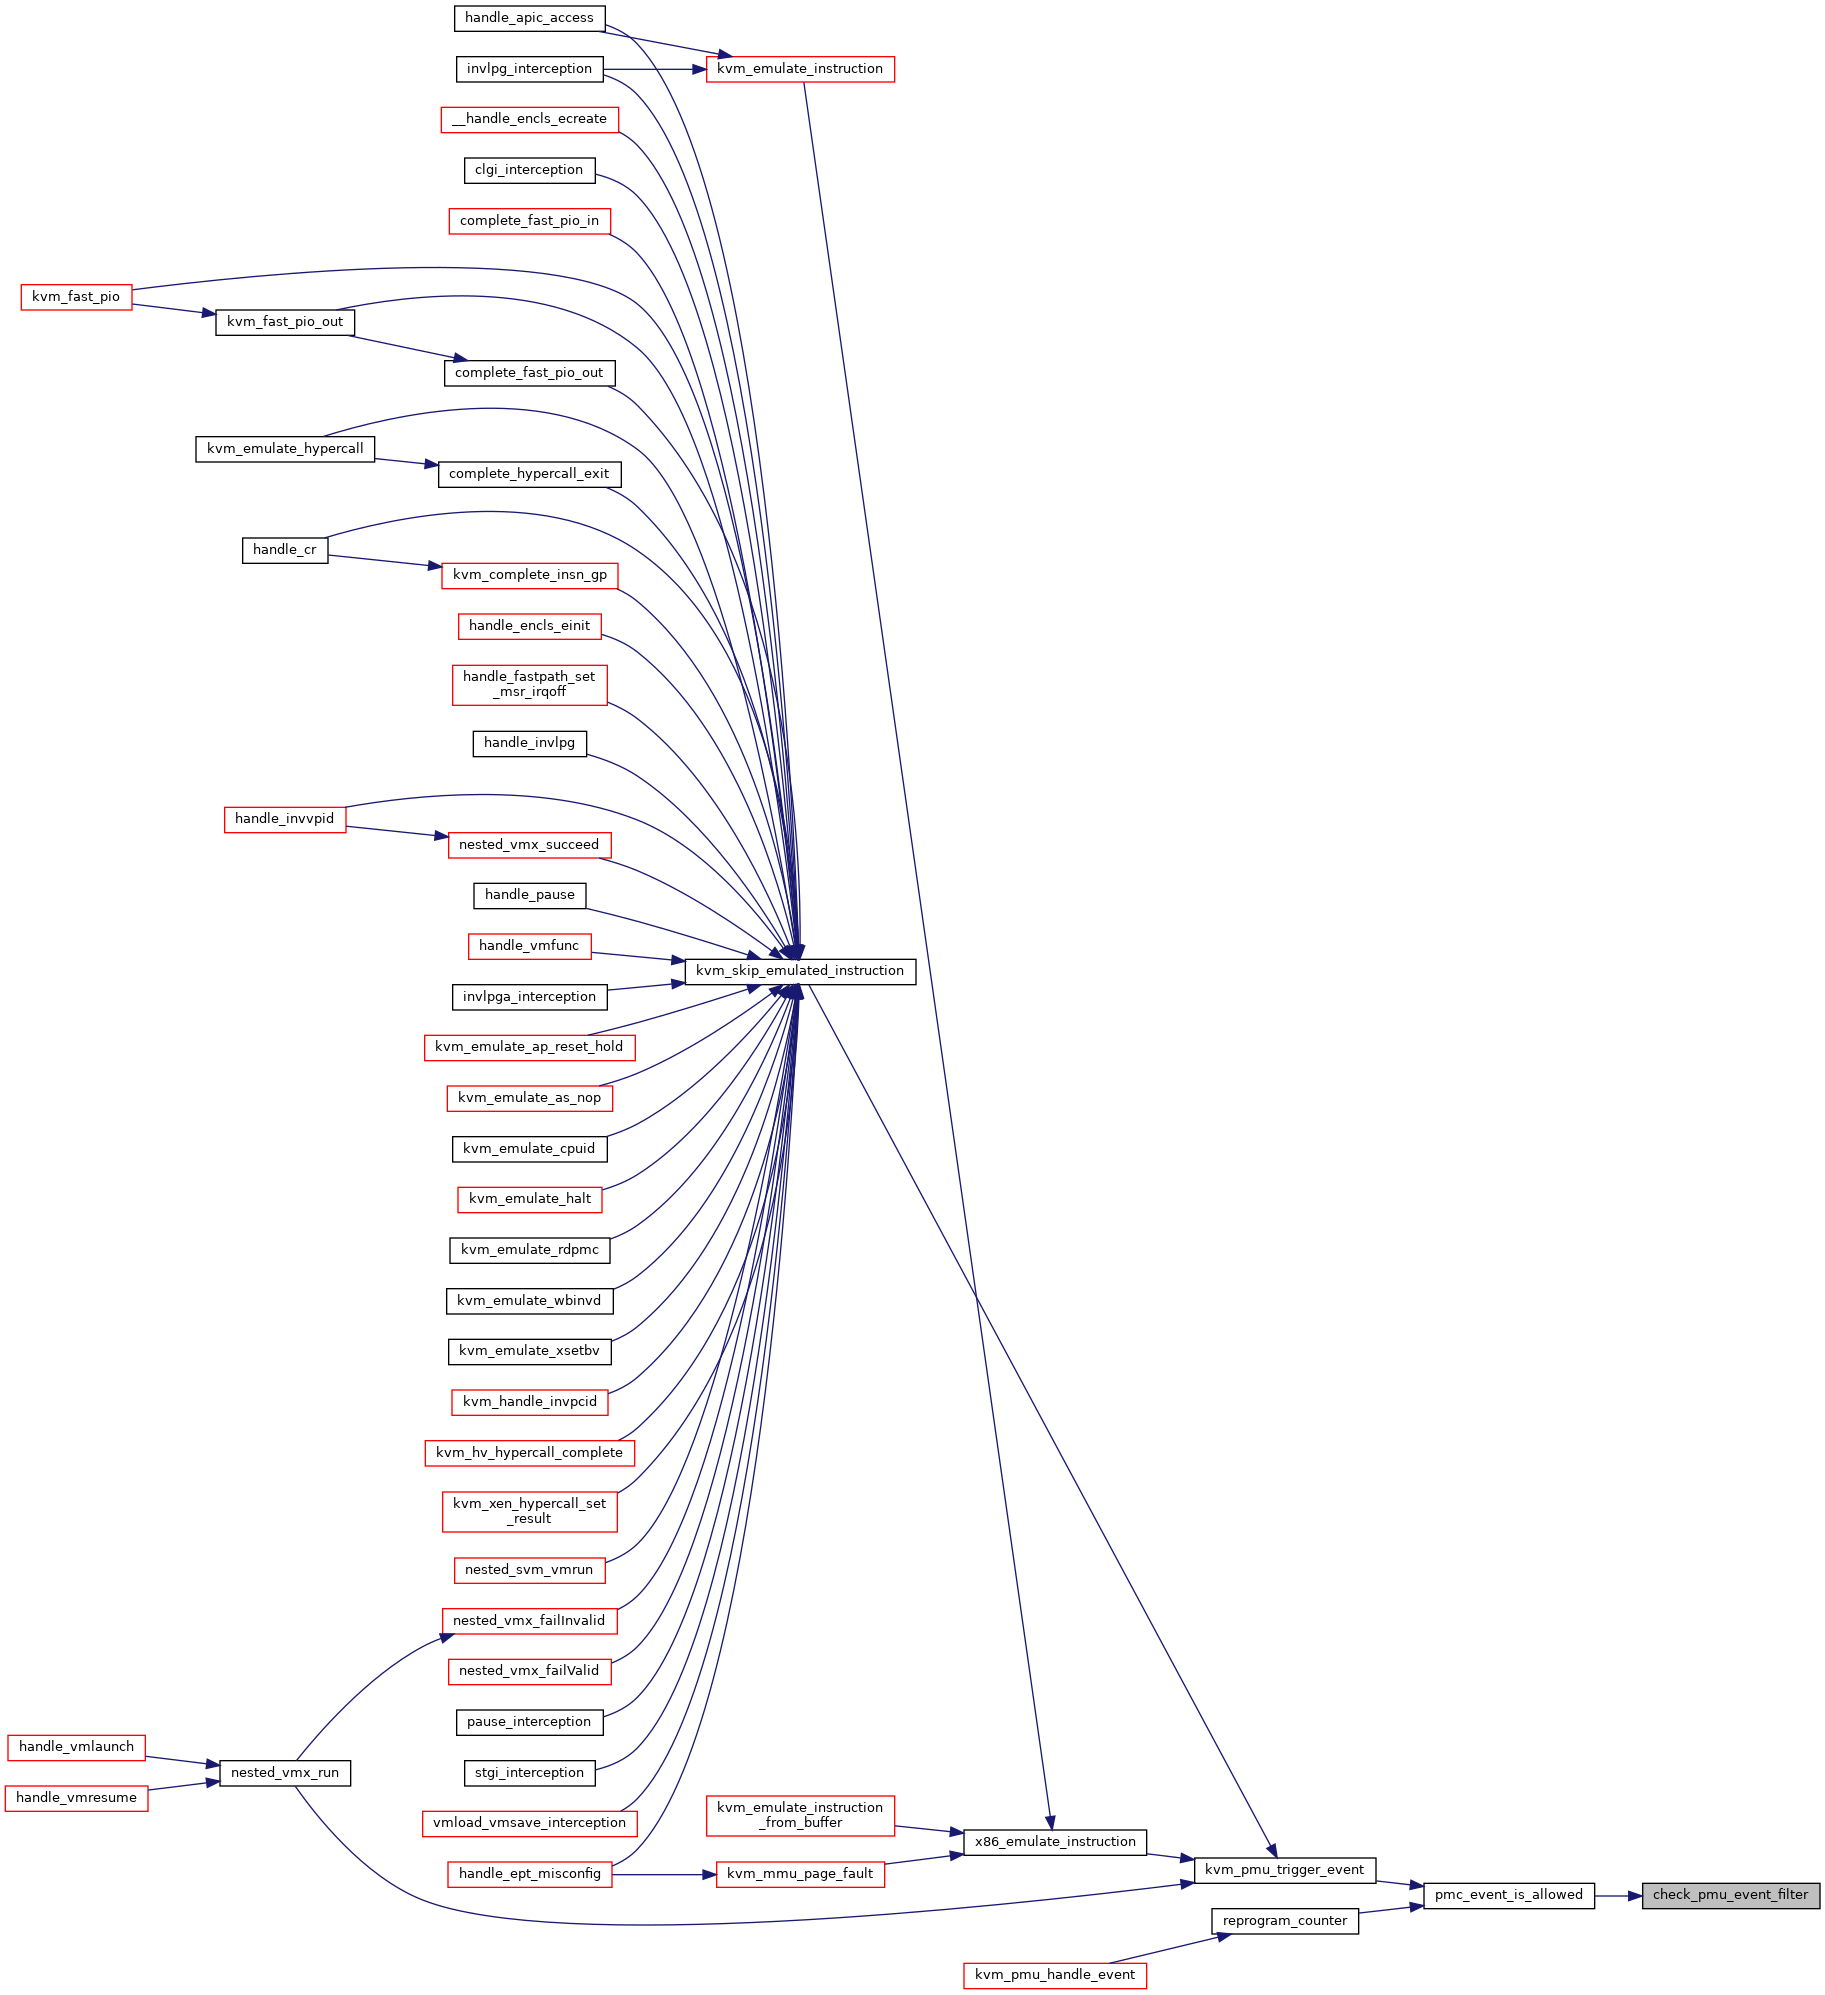 handle_apic_access
invlpg_interception
kvm_emulate_instruction
__handle_encls_ecreate
clgi_interception
complete_fast_pio_in
kvm_fast_pio
kvm_fast_pio_out
complete_fast_pio_out
kvm_emulate_hypercall
complete_hypercall_exit
handle_cr
kvm_complete_insn_gp
handle_encls_einit
handle_fastpath_set
_msr_irqoff
handle_invlpg
handle_invvpid
nested_vmx_succeed
handle_pause
handle_vmfunc
kvm_skip_emulated_instruction
invlpga_interception
kvm_emulate_ap_reset_hold
kvm_emulate_as_nop
kvm_emulate_cpuid
kvm_emulate_halt
kvm_emulate_rdpmc
kvm_emulate_wbinvd
kvm_emulate_xsetbv
kvm_handle_invpcid
kvm_hv_hypercall_complete
kvm_xen_hypercall_set
_result
nested_svm_vmrun
nested_vmx_failInvalid
nested_vmx_failValid
pause_interception
handle_vmlaunch
nested_vmx_run
stgi_interception
handle_vmresume
kvm_emulate_instruction
_from_buffer
vmload_vmsave_interception
x86_emulate_instruction
handle_ept_misconfig
kvm_mmu_page_fault
kvm_pmu_trigger_event
pmc_event_is_allowed
check_pmu_event_filter
reprogram_counter
kvm_pmu_handle_event